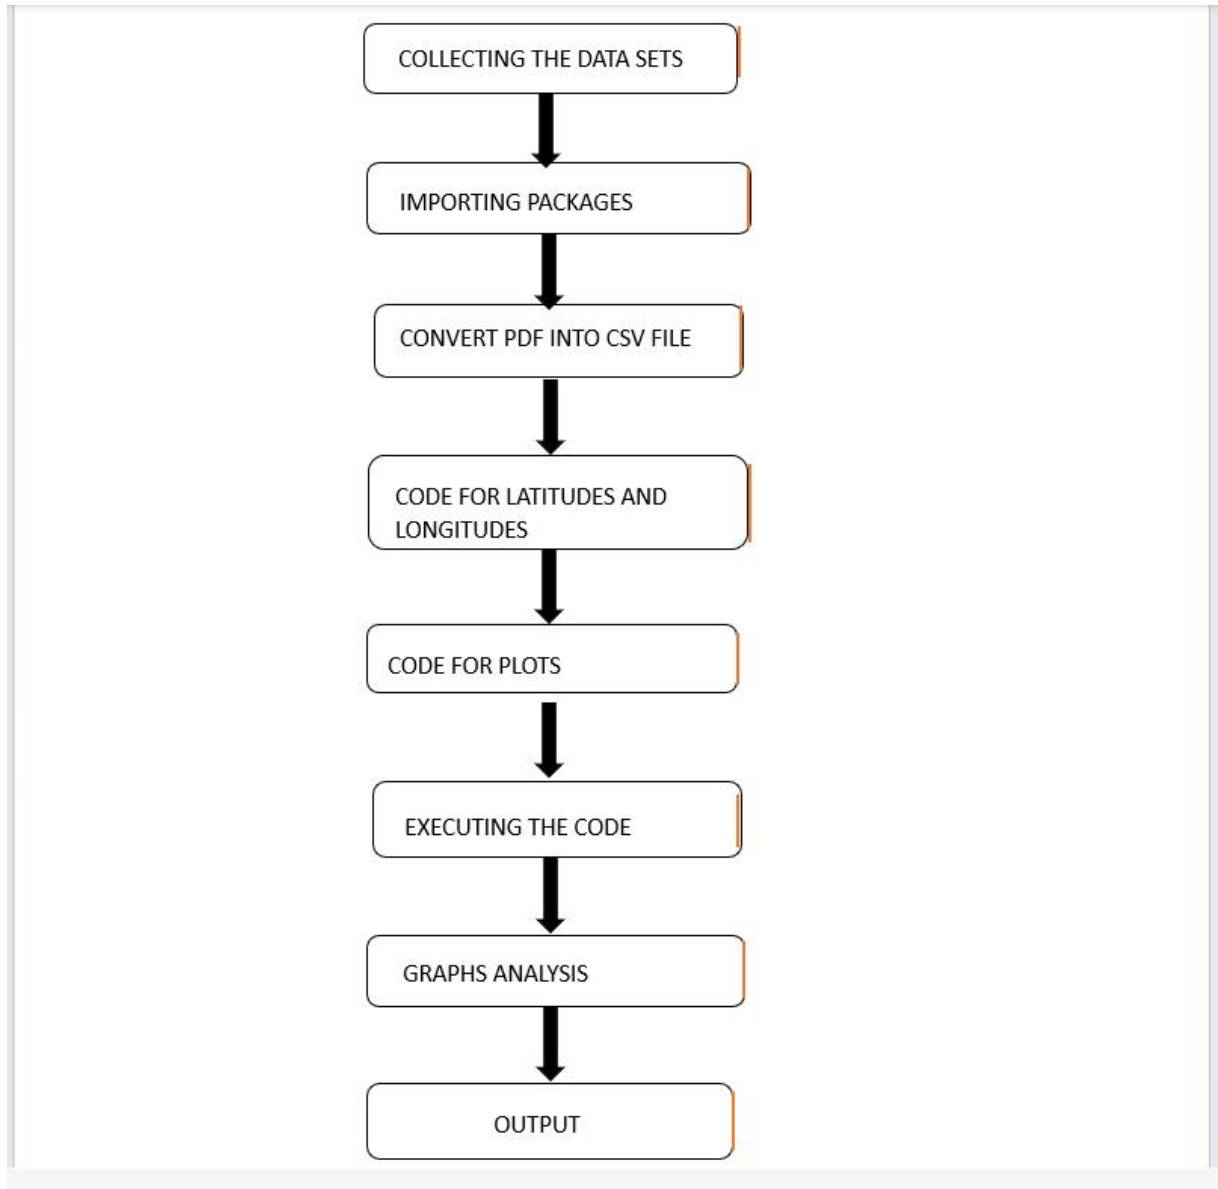 COLLECTING THE DATA SETS
IMPORTING PACKAGES
CONVERT PDF INTO CSV FILE
CODE FOR LATITUDES AND
LONGITUDES
CODE FOR PLOTS
EXECUTING THE CODE
GRAPHS ANALYSIS
OUTPUT